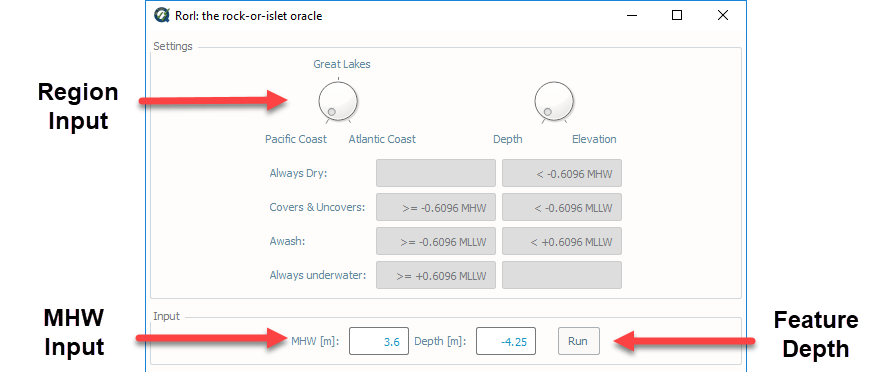 RorI: the rock-or-islet oracle
Settings
Great Lakes
Region
Input
Pacific Coast Atlantic Coast Depth Elevation
Always Dry: < -0.6096 MHW
Covers & Uncovers: >= -0.6096 MHW < -0.6096 MLLW
Awash: >= -0.6096 MLLW < +0.6096 MLLW
Always underwater: >= +0.6096 MLLW
Input
MHW
Input
MHW [m]: 3.6 Depth [m]: -4.25 Run
Feature
Depth